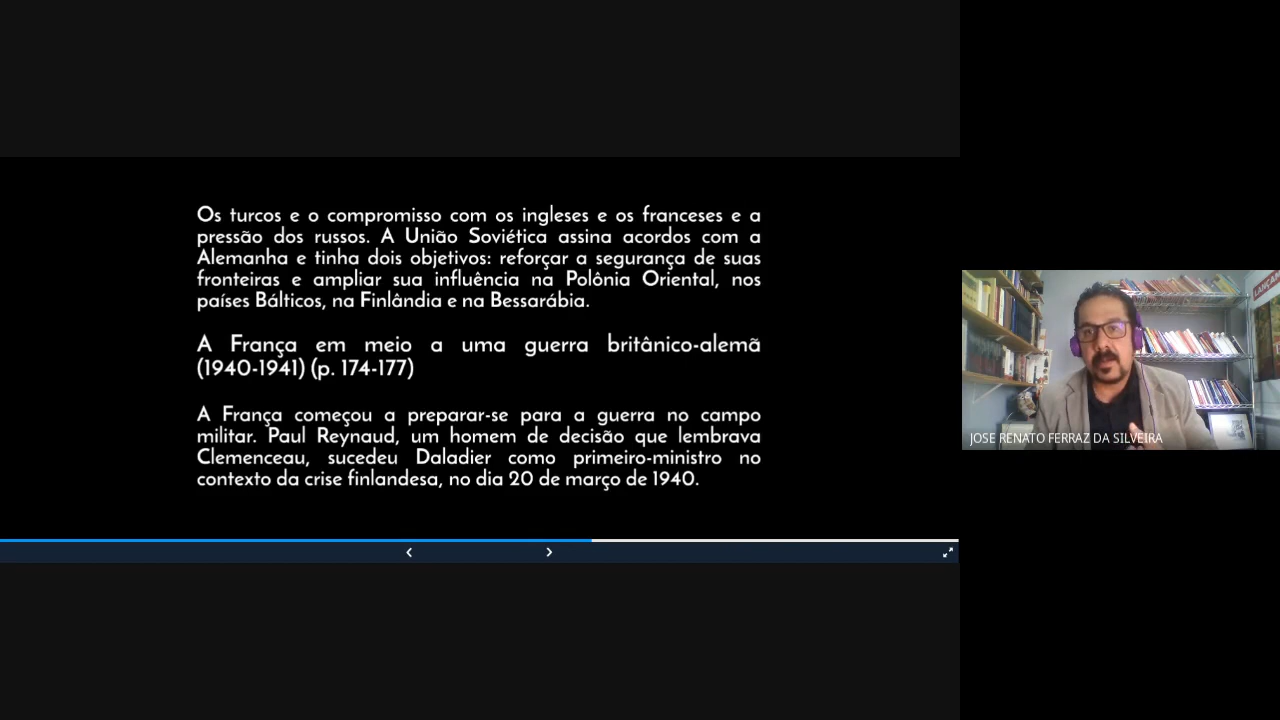 Os turcos e o compromisso com os ingleses e os franceses e a
pressão dos russos. A União Soviética assina acordos com a
Alemanha e tinha dois objetivos: reforçar a segurança de suas
fronteiras e ampliar sua influência na Polônia Oriental, nos
países Bálticos, na Finlândia e na Bessarábia.
A França em meio a uma guerra britânico-alemã
(1940-1941) (p. 174-177)
A França começou a preparar-se para a guerra no campo
militar. Paul Reynaud, um homem de decisão que lembrava
Clemenceau, sucedeu Daladier como primeiro-ministro no
contexto da crise finlandesa, no dia 20 de março de 1940.
JOSE RENATO FERRAZ DA SILVEIRA